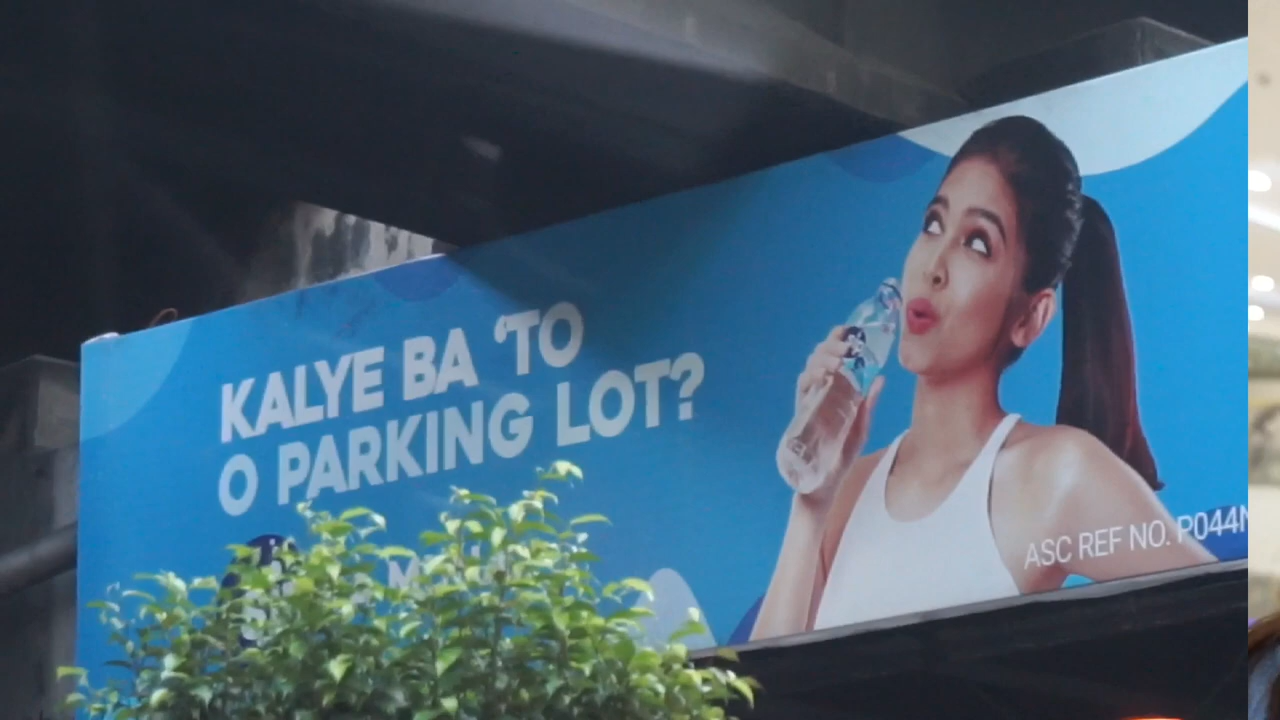 KALYE BA 'TO
O PARKING LOT?
ASC REF NO. P044N